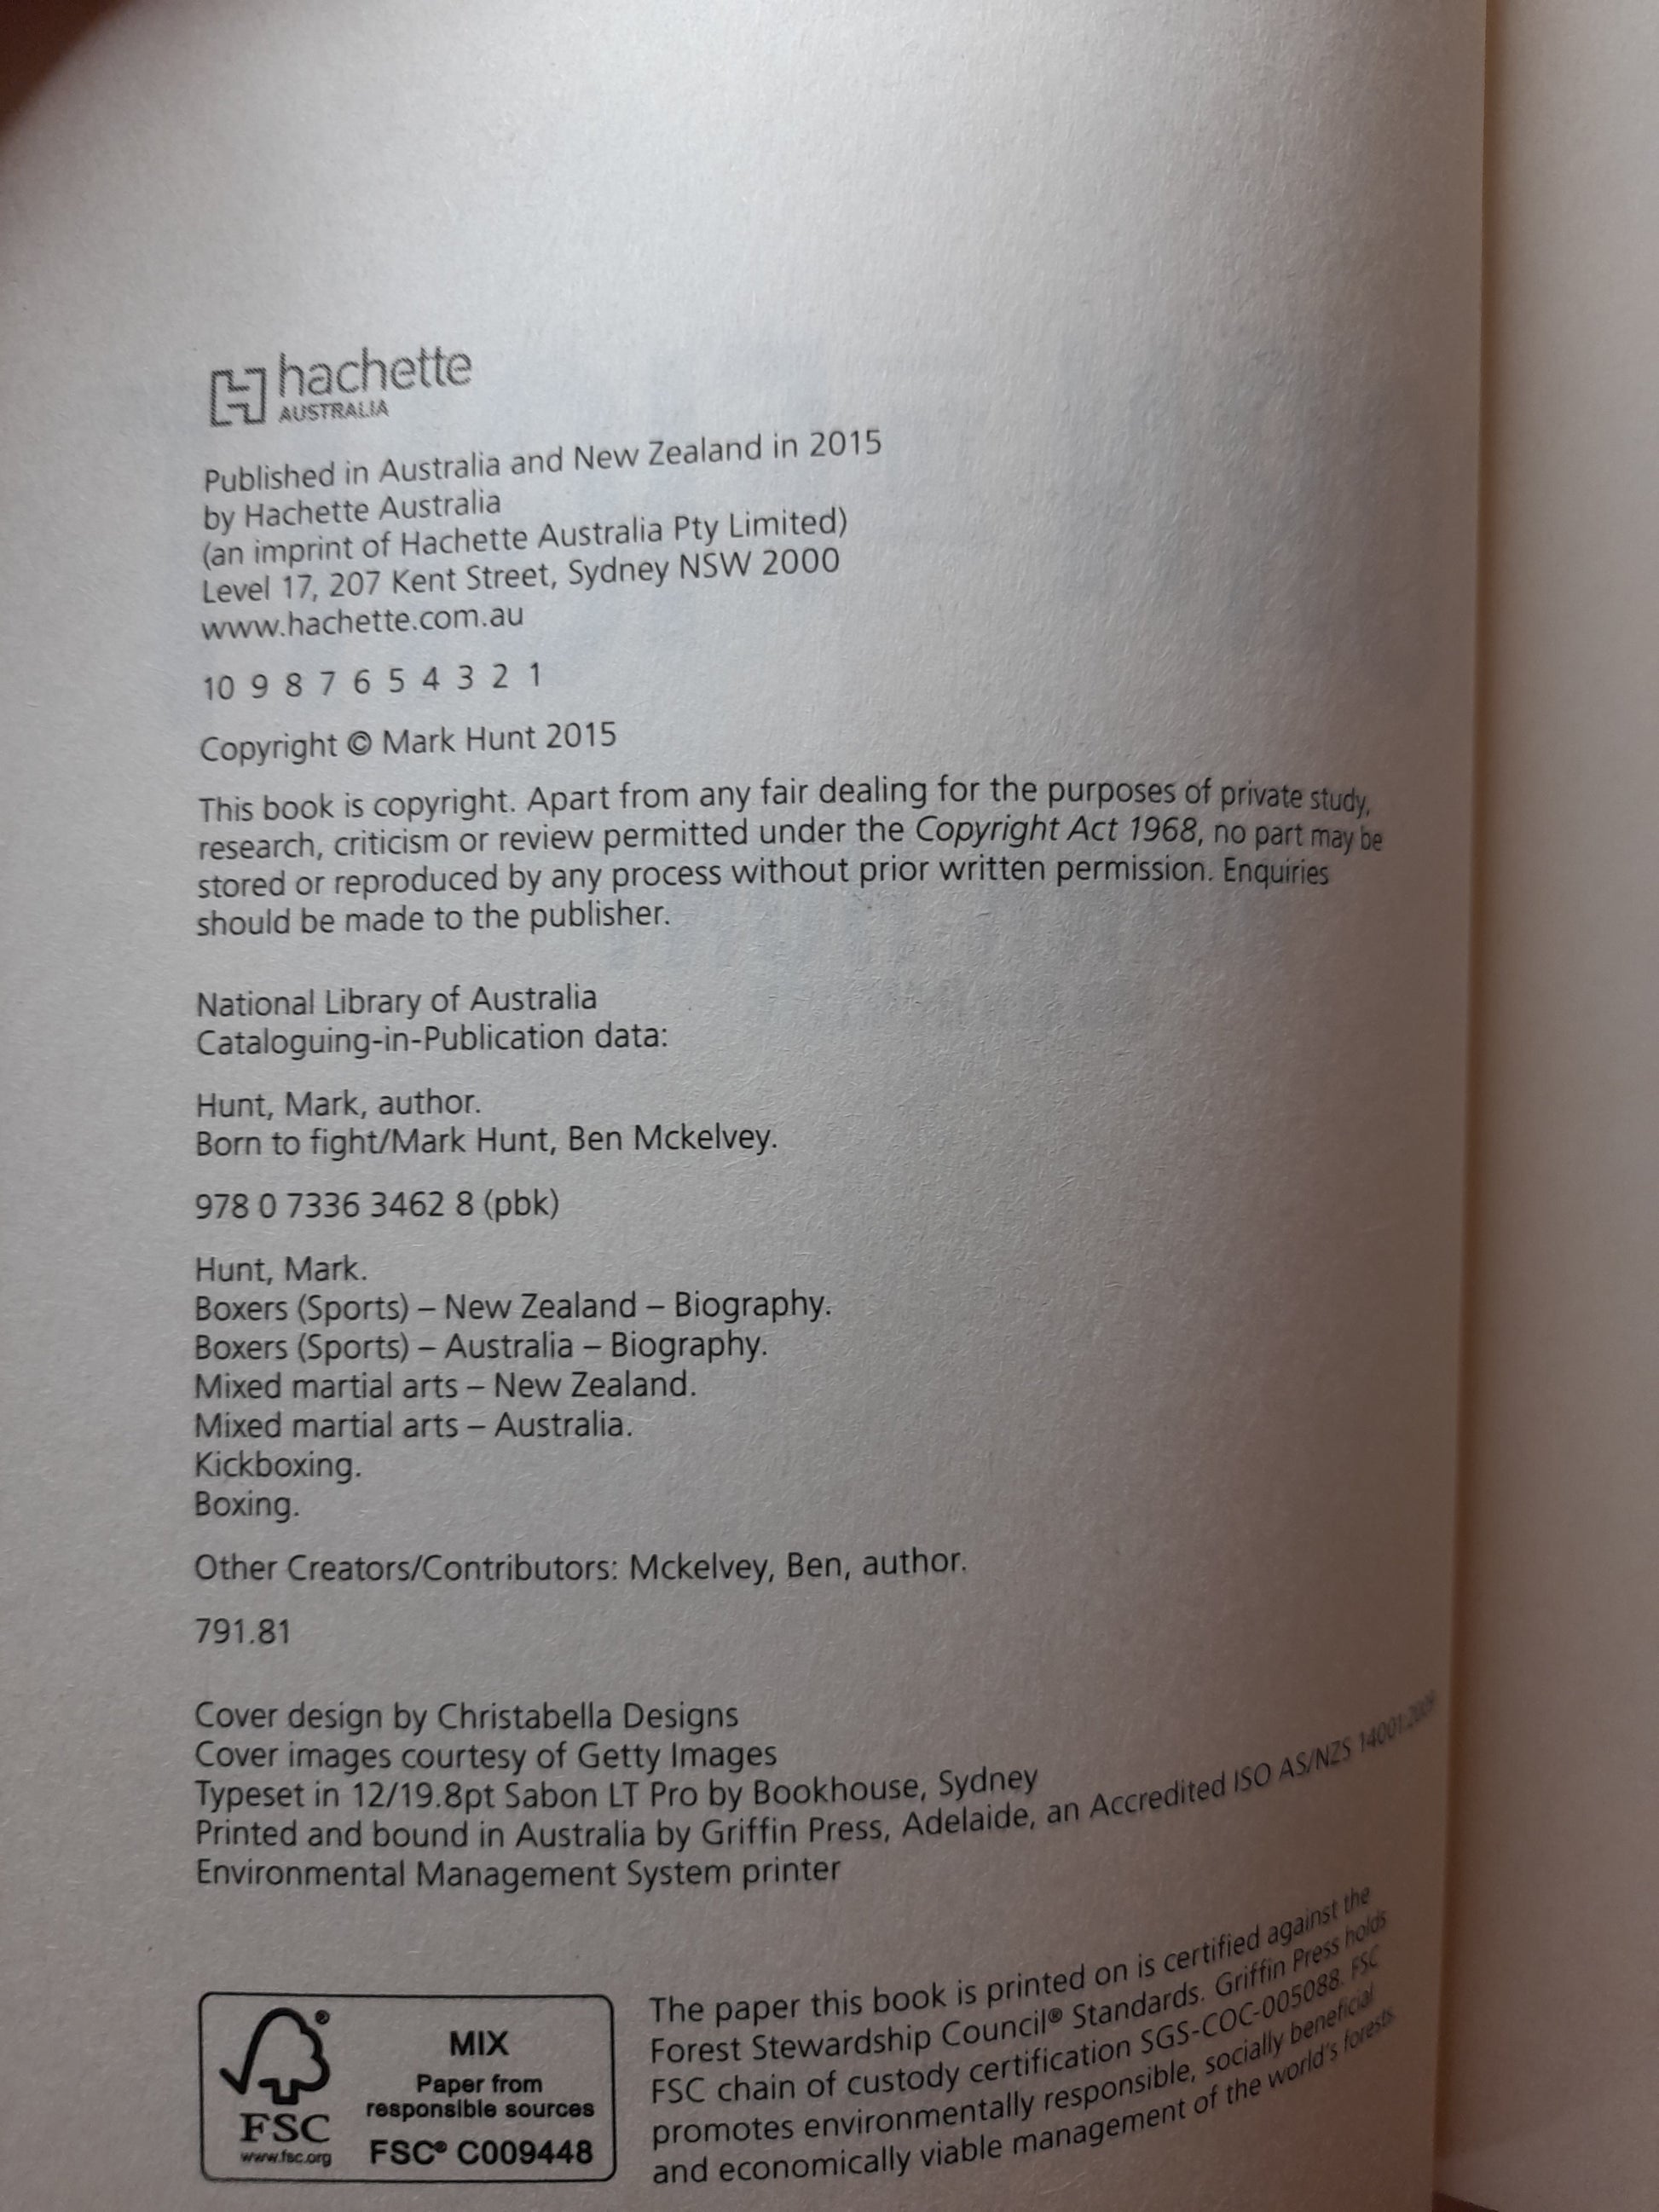 hachette
AUSTRALIA
Published in Australia and New Zealand in 2015
by Hachette Australia
(an imprint of Hachette Australia Pty Limited)
Level 17, 207 Kent Street, Sydney NSW 2000
www.hachette.com.au
10 9 8 7 6 5 4 3 2 1
Copyright © Mark Hunt 2015
This book is copyright. Apart from any fair dealing for the purposes of private study,
research, criticism or review permitted under the Copyright Act 1968, no part may be
stored or reproduced by any process without prior written permission. Enquiries
should be made to the publisher.
National Library of Australia
Cataloguing-in-Publication data:
Hunt, Mark, author.
Born to fight/Mark Hunt, Ben Mckelvey.
978 0 7336 3462 8 (pbk)
Hunt, Mark.
Boxers (Sports) – New Zealand – Biography.
Boxers (Sports) – Australia – Biography.
Mixed martial arts – New Zealand.
Mixed martial arts – Australia.
Kickboxing.
Boxing.
Other Creators/Contributors: Mckelvey, Ben, author.
791.81
Cover design by Christabella Designs
Cover images courtesy of Getty Images
Typeset in 12/19.8pt Sabon LT Pro by Bookhouse, Sydney
Printed and bound in Australia by Griffin Press, Adelaide, an Accredited ISO AS/NZS
Environmental Management System printer
FSC
www.fsc.org
MIX
Paper from
responsible sources
FSC® C009448
The paper this book is printed on is certified against the
Forest Stewardship Council® Standards. Griffin Press holds
FSC chain of custody certification SGS-COC-005088. FSC
promotes environmentally responsible, socially beneficial
and economically viable management of the world's forests.